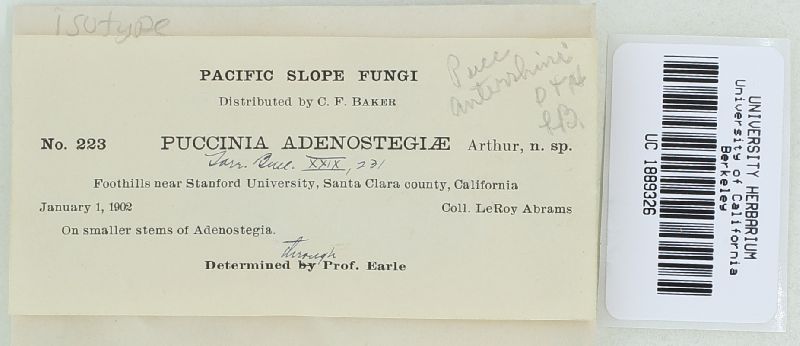 isotype
PACIFIC SLOPE FUNGI
Distributed by C. F. BAKER
Pucc
antirrhini
D & H
No. 223 PUCCINIA ADENOSTEGIÆ Arthur, n. sp.
Torr. Bull. XXIX, 231
Foothills near Stanford University, Santa Clara county, California
January 1, 1902 Coll. LeRoy Abrams
On smaller stems of Adenostegia.
through
Determined by Prof. Earle
UNIVERSITY HERBARIUM
University of California
Berkeley
UC 1889326